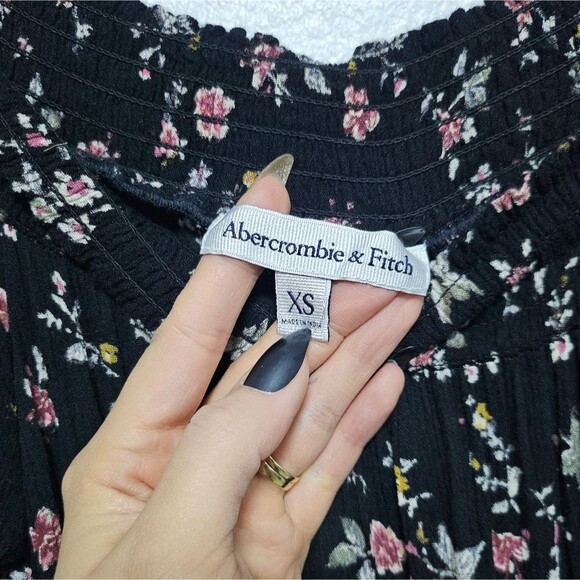 Abercrombie & Fitch
XS
MADE IN INDIA